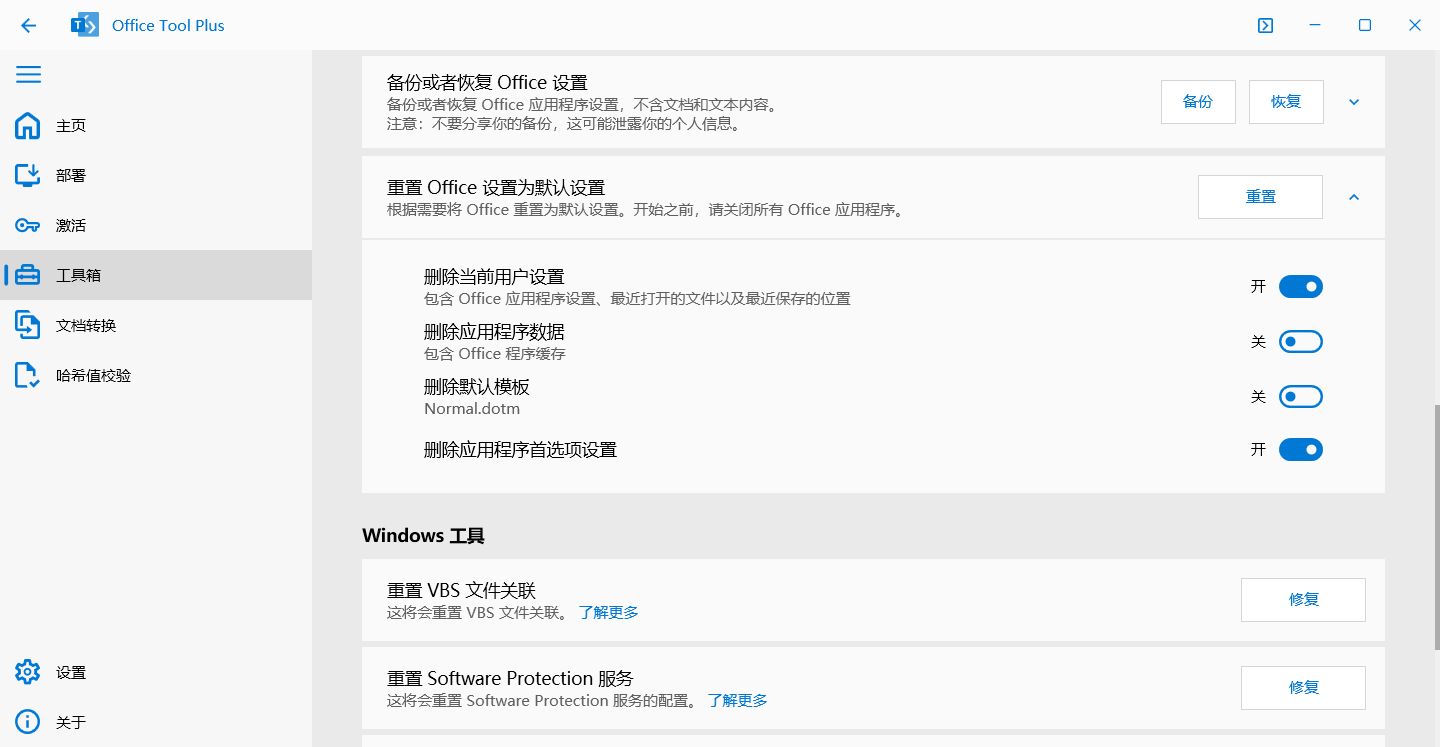 Office Tool Plus
主页
部署
激活
工具箱
文档转换
哈希值校验
设置
关于
备份或者恢复 Office 设置
备份或者恢复 Office 应用程序设置，不含文档和文本内容。
注意：不要分享你的备份，这可能泄露你的个人信息。
备份
恢复
重置 Office 设置为默认设置
根据需要将 Office 重置为默认设置。开始之前，请关闭所有 Office 应用程序。
重置
删除当前用户设置
包含 Office 应用程序设置、最近打开的文件以及最近保存的位置
开
删除应用程序数据
包含 Office 程序缓存
关
删除默认模板
Normal.dotm
关
删除应用程序首选项设置
开
Windows 工具
重置 VBS 文件关联
这将会重置 VBS 文件关联。 了解更多
修复
重置 Software Protection 服务
这将会重置 Software Protection 服务的配置。 了解更多
修复